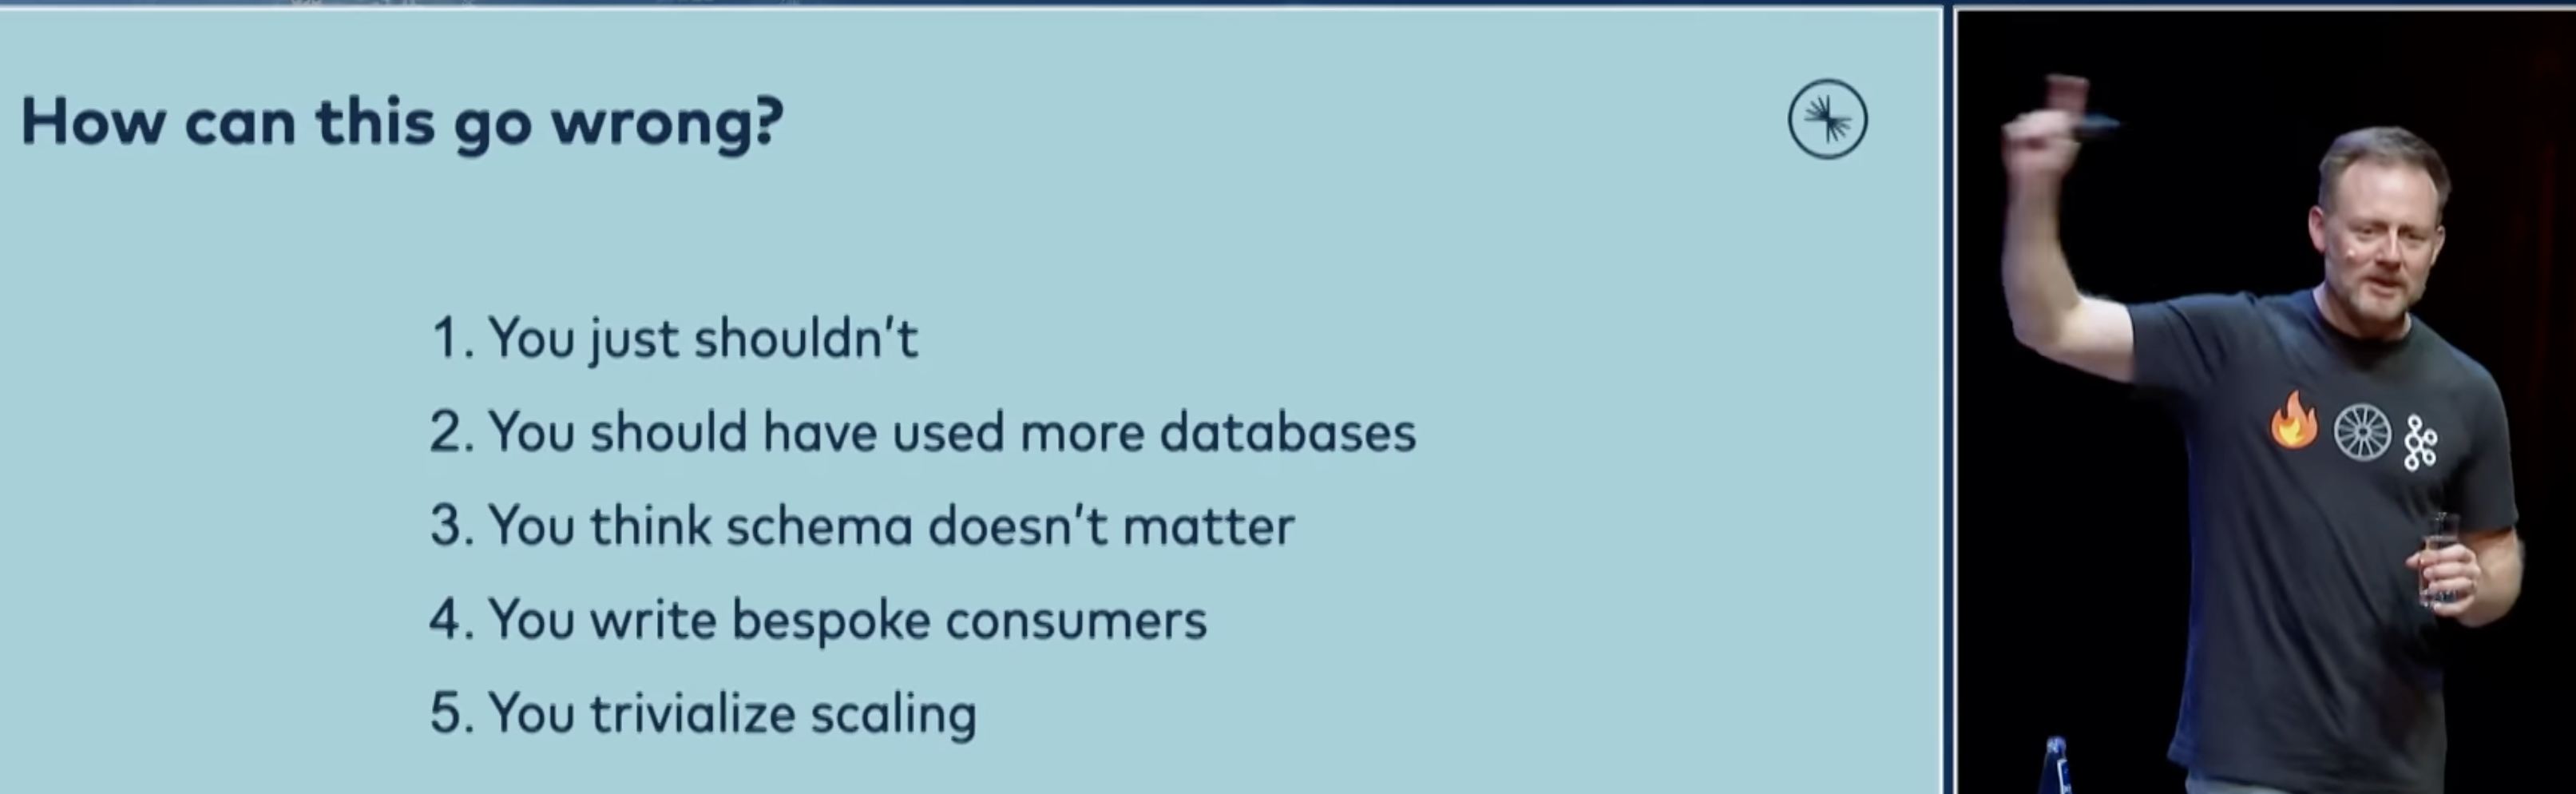 How can this go wrong?
1. You just shouldn't
2. You should have used more databases
3. You think schema doesn't matter
4. You write bespoke consumers
5. You trivialize scaling